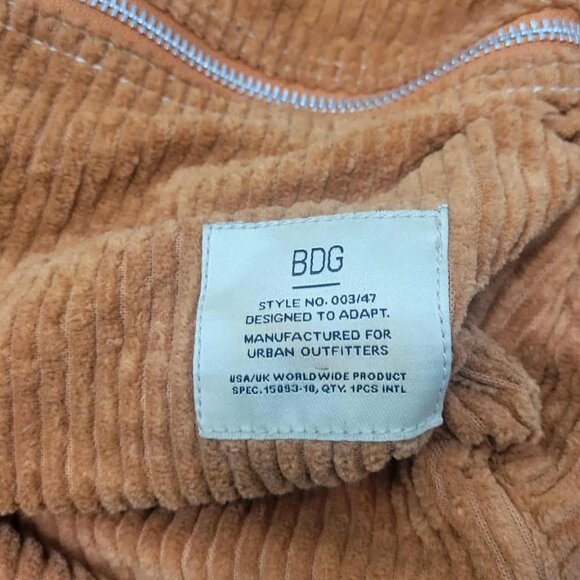 BDG
STYLE NO. 003/47
DESIGNED TO ADAPT.
MANUFACTURED FOR
URBAN OUTFITTERS
USA/UK WORLDWIDE PRODUCT
SPEC. 15093-10, QTY. 1PCS INTL